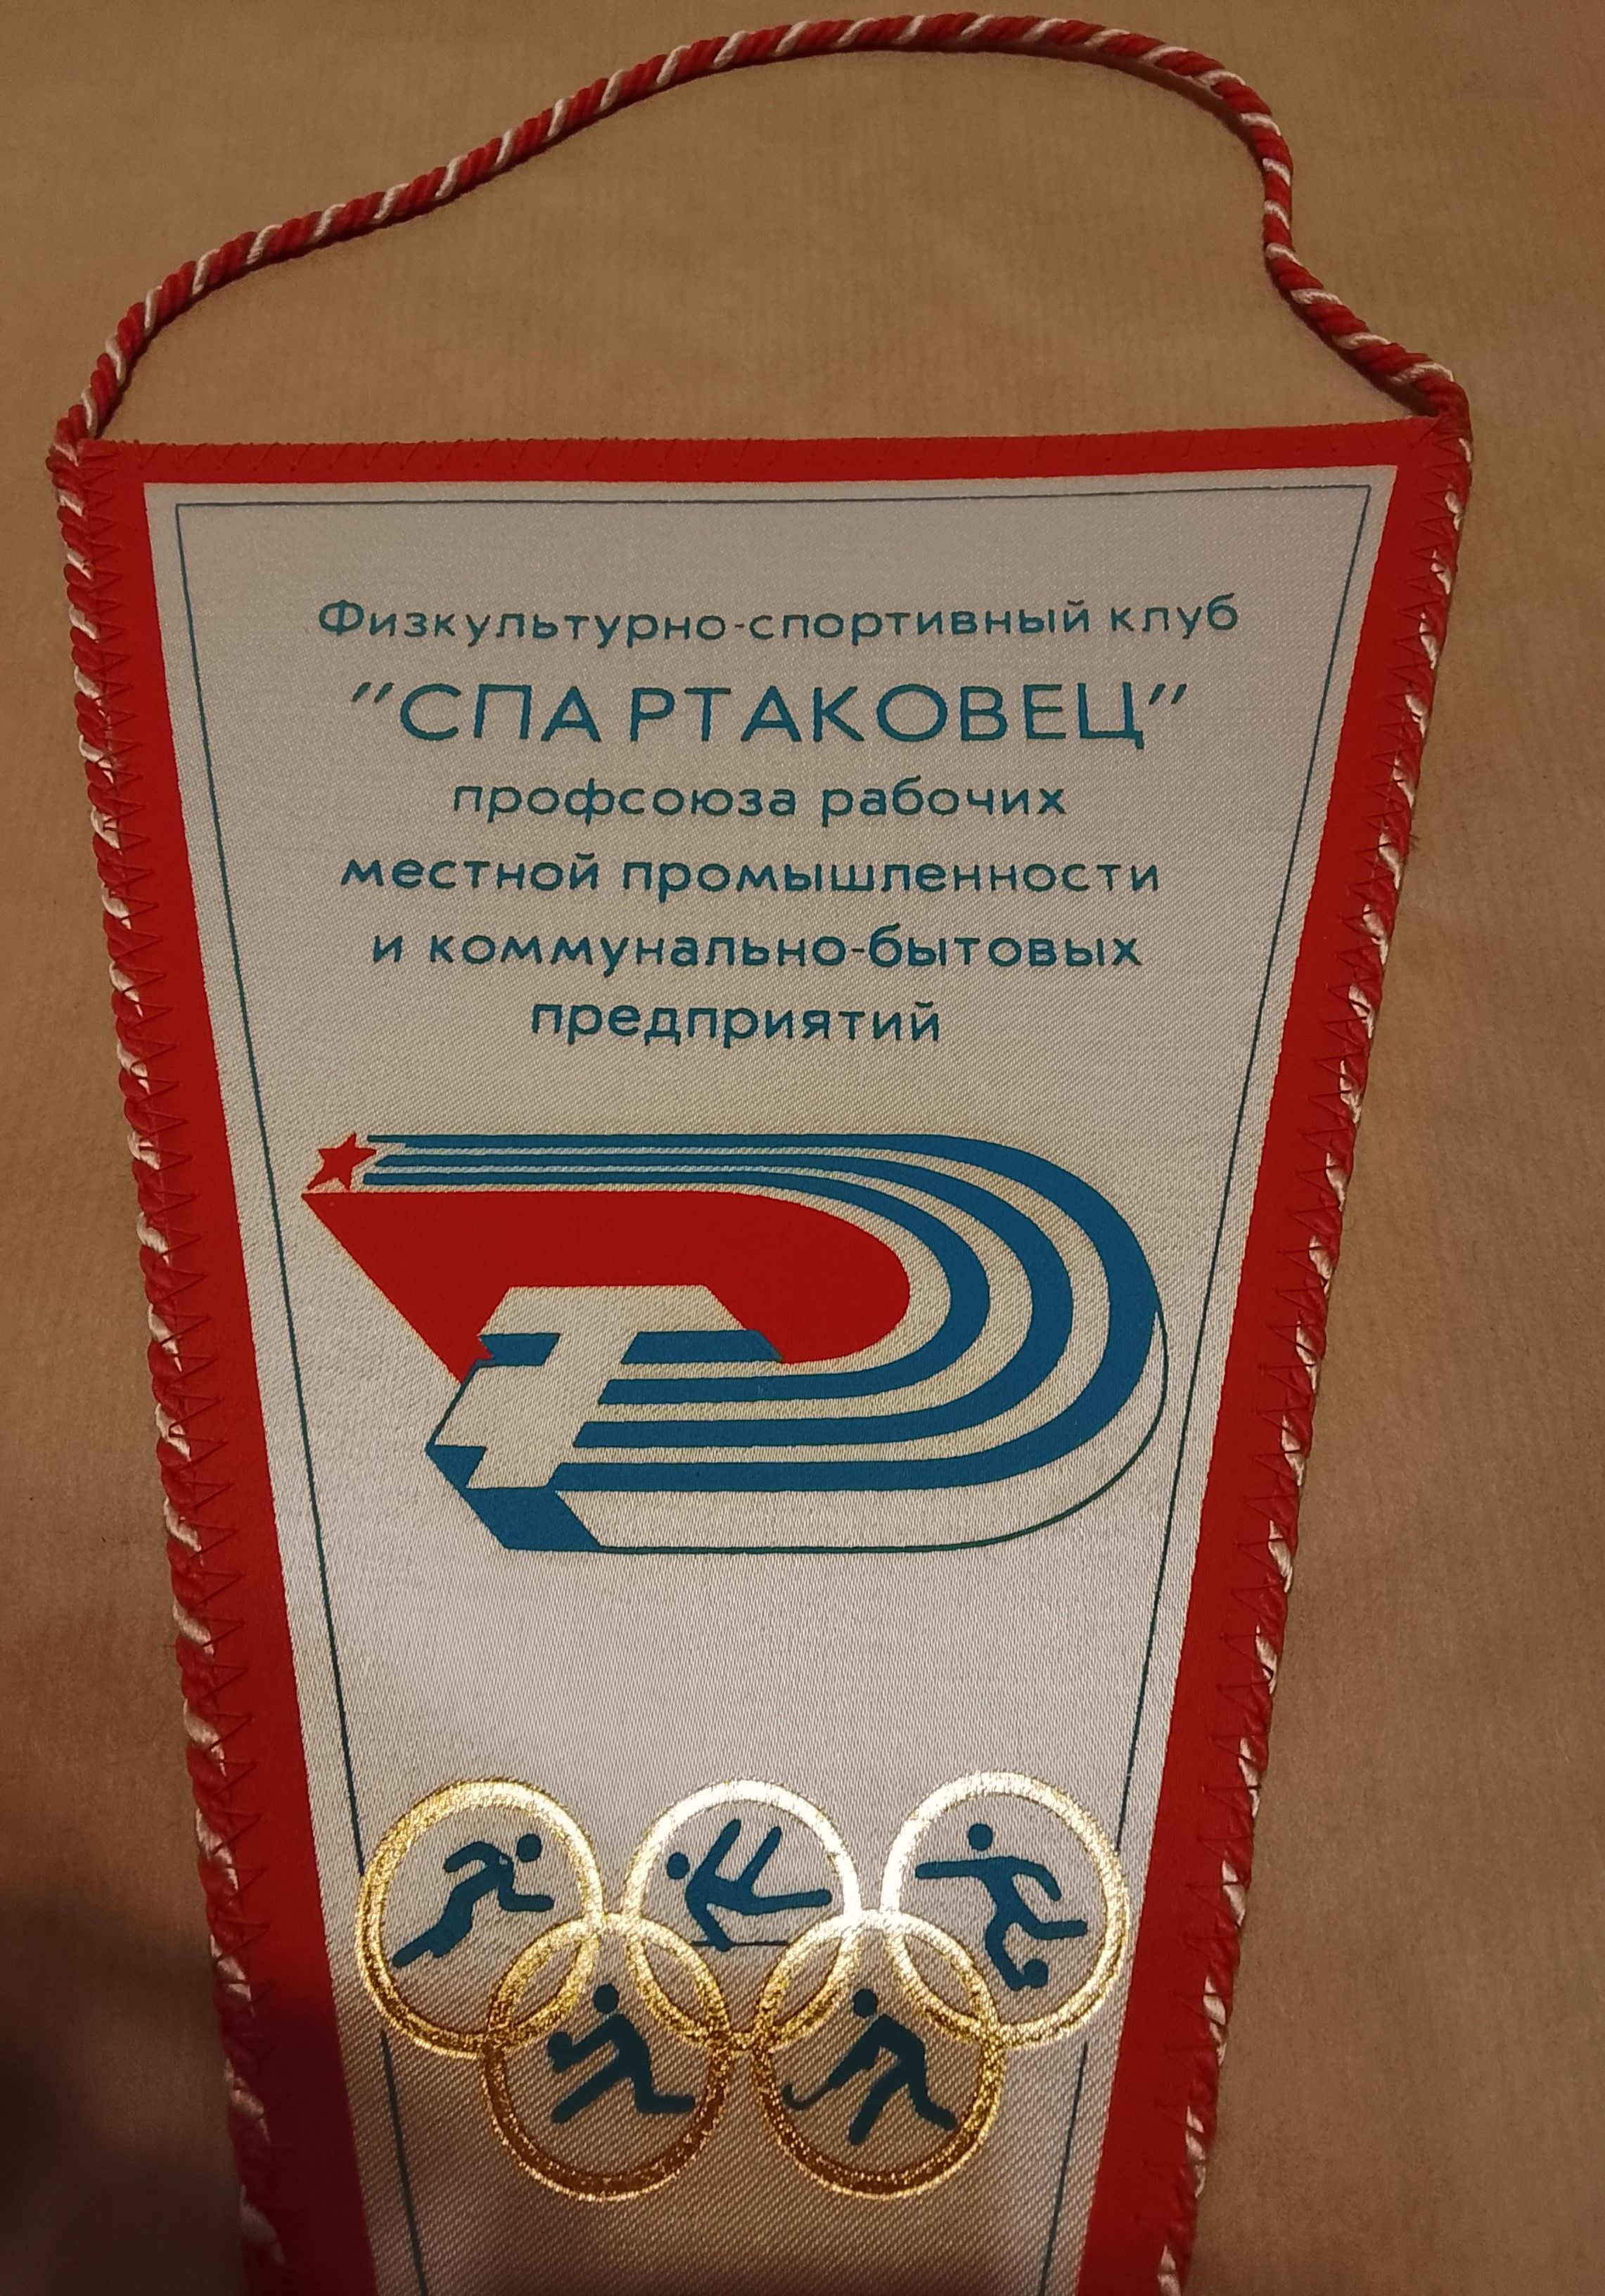 Физкультурно-спортивный клуб
"СПАРТАКОВЕЦ"
профсоюза рабочих
местной промышленности
и коммунально-бытовых
предприятий